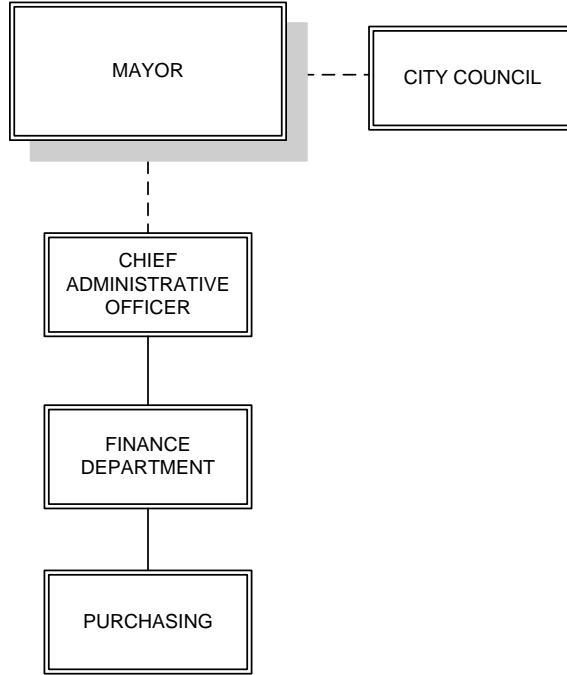 MAYOR
CITY COUNCIL
CHIEF
ADMINISTRATIVE
OFFICER
FINANCE
DEPARTMENT
PURCHASING